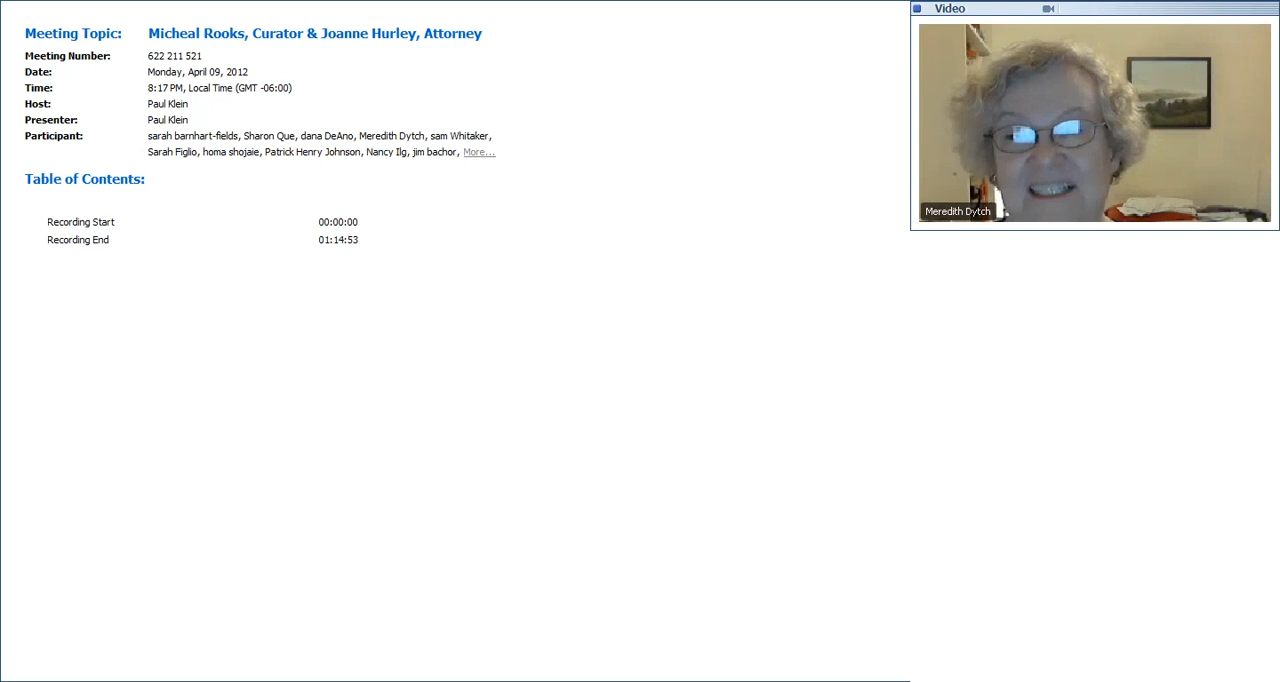 Meeting Topic: Micheal Rooks, Curator & Joanne Hurley, Attorney
Meeting Number: 622 211 521
Date: Monday, April 09, 2012
Time: 8:17 PM, Local Time (GMT -06:00)
Host: Paul Klein
Presenter: Paul Klein
Participant: sarah barnhart-fields, Sharon Que, dana DeAno, Meredith Dytch, sam Whitaker,
Sarah Figlio, homa shojaie, Patrick Henry Johnson, Nancy Ilg, jim bachor, More...
Table of Contents:
Recording Start 00:00:00
Recording End 01:14:53
Video
Meredith Dytch